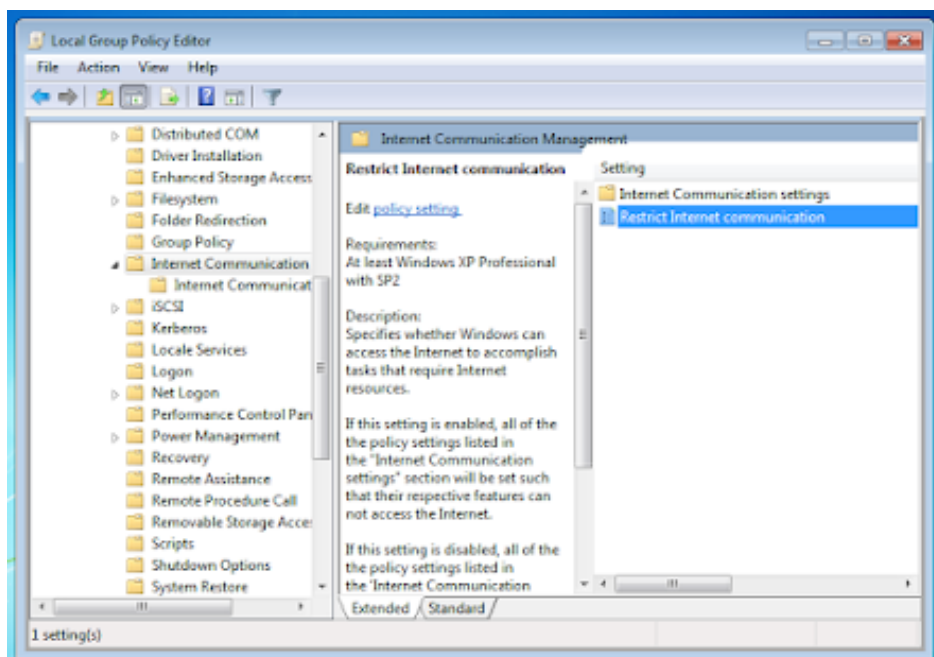 Local Group Policy Editor
File Action View Help
Distributed COM
Driver Installation
Enhanced Storage Access
Filesystem
Folder Redirection
Group Policy
Internet Communication
Internet Communicat
iSCSI
Kerberos
Locale Services
Logon
Net Logon
Performance Control Pan
Power Management
Recovery
Remote Assistance
Remote Procedure Call
Removable Storage Acce
Scripts
Shutdown Options
System Restore
Internet Communication Management
Restrict Internet communication
Edit policy setting
Requirements:
At least Windows XP Professional
with SP2
Description:
Specifies whether Windows can
access the Internet to accomplish
tasks that require Internet
resources.
If this setting is enabled, all of the
the policy settings listed in
the "Internet Communication
settings" section will be set such
that their respective features can
not access the Internet.
If this setting is disabled, all of the
the policy settings listed in
the 'Internet Communication
Setting
Internet Communication settings
Restrict Internet communication
Extended Standard
1 setting(s)